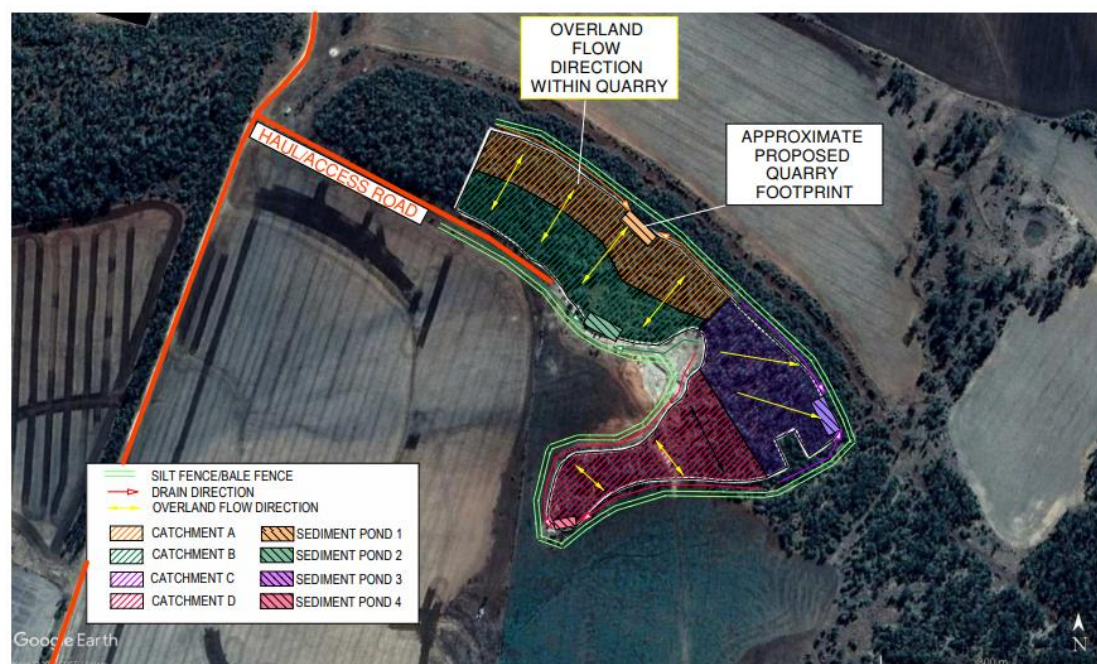 OVERLAND
FLOW
DIRECTION
WITHIN QUARRY
APPROXIMATE
PROPOSED
QUARRY
FOOTPRINT
HAUL/ACCESS ROAD
SILT FENCE/BALE FENCE
DRAIN DIRECTION
OVERLAND FLOW DIRECTION
CATCHMENT A
SEDIMENT POND 1
CATCHMENT B
SEDIMENT POND 2
CATCHMENT C
SEDIMENT POND 3
CATCHMENT D
SEDIMENT POND 4
Google Earth
N